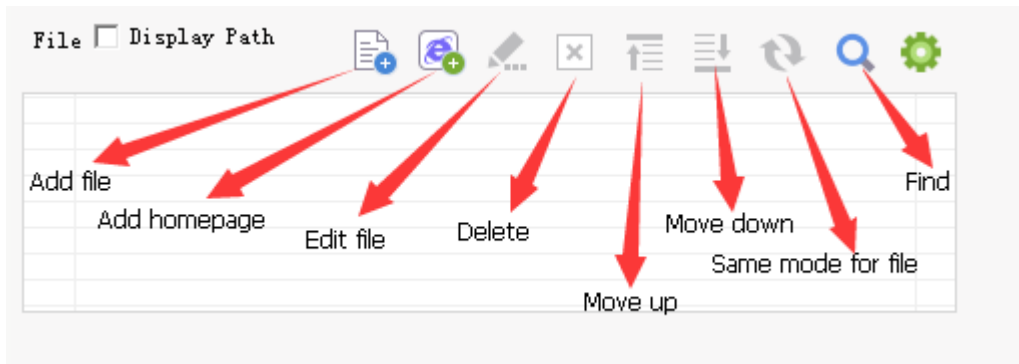 File Display Path
Add file
Find
Add homepage
Edit file
Delete
Move down
Same mode for file
Move up